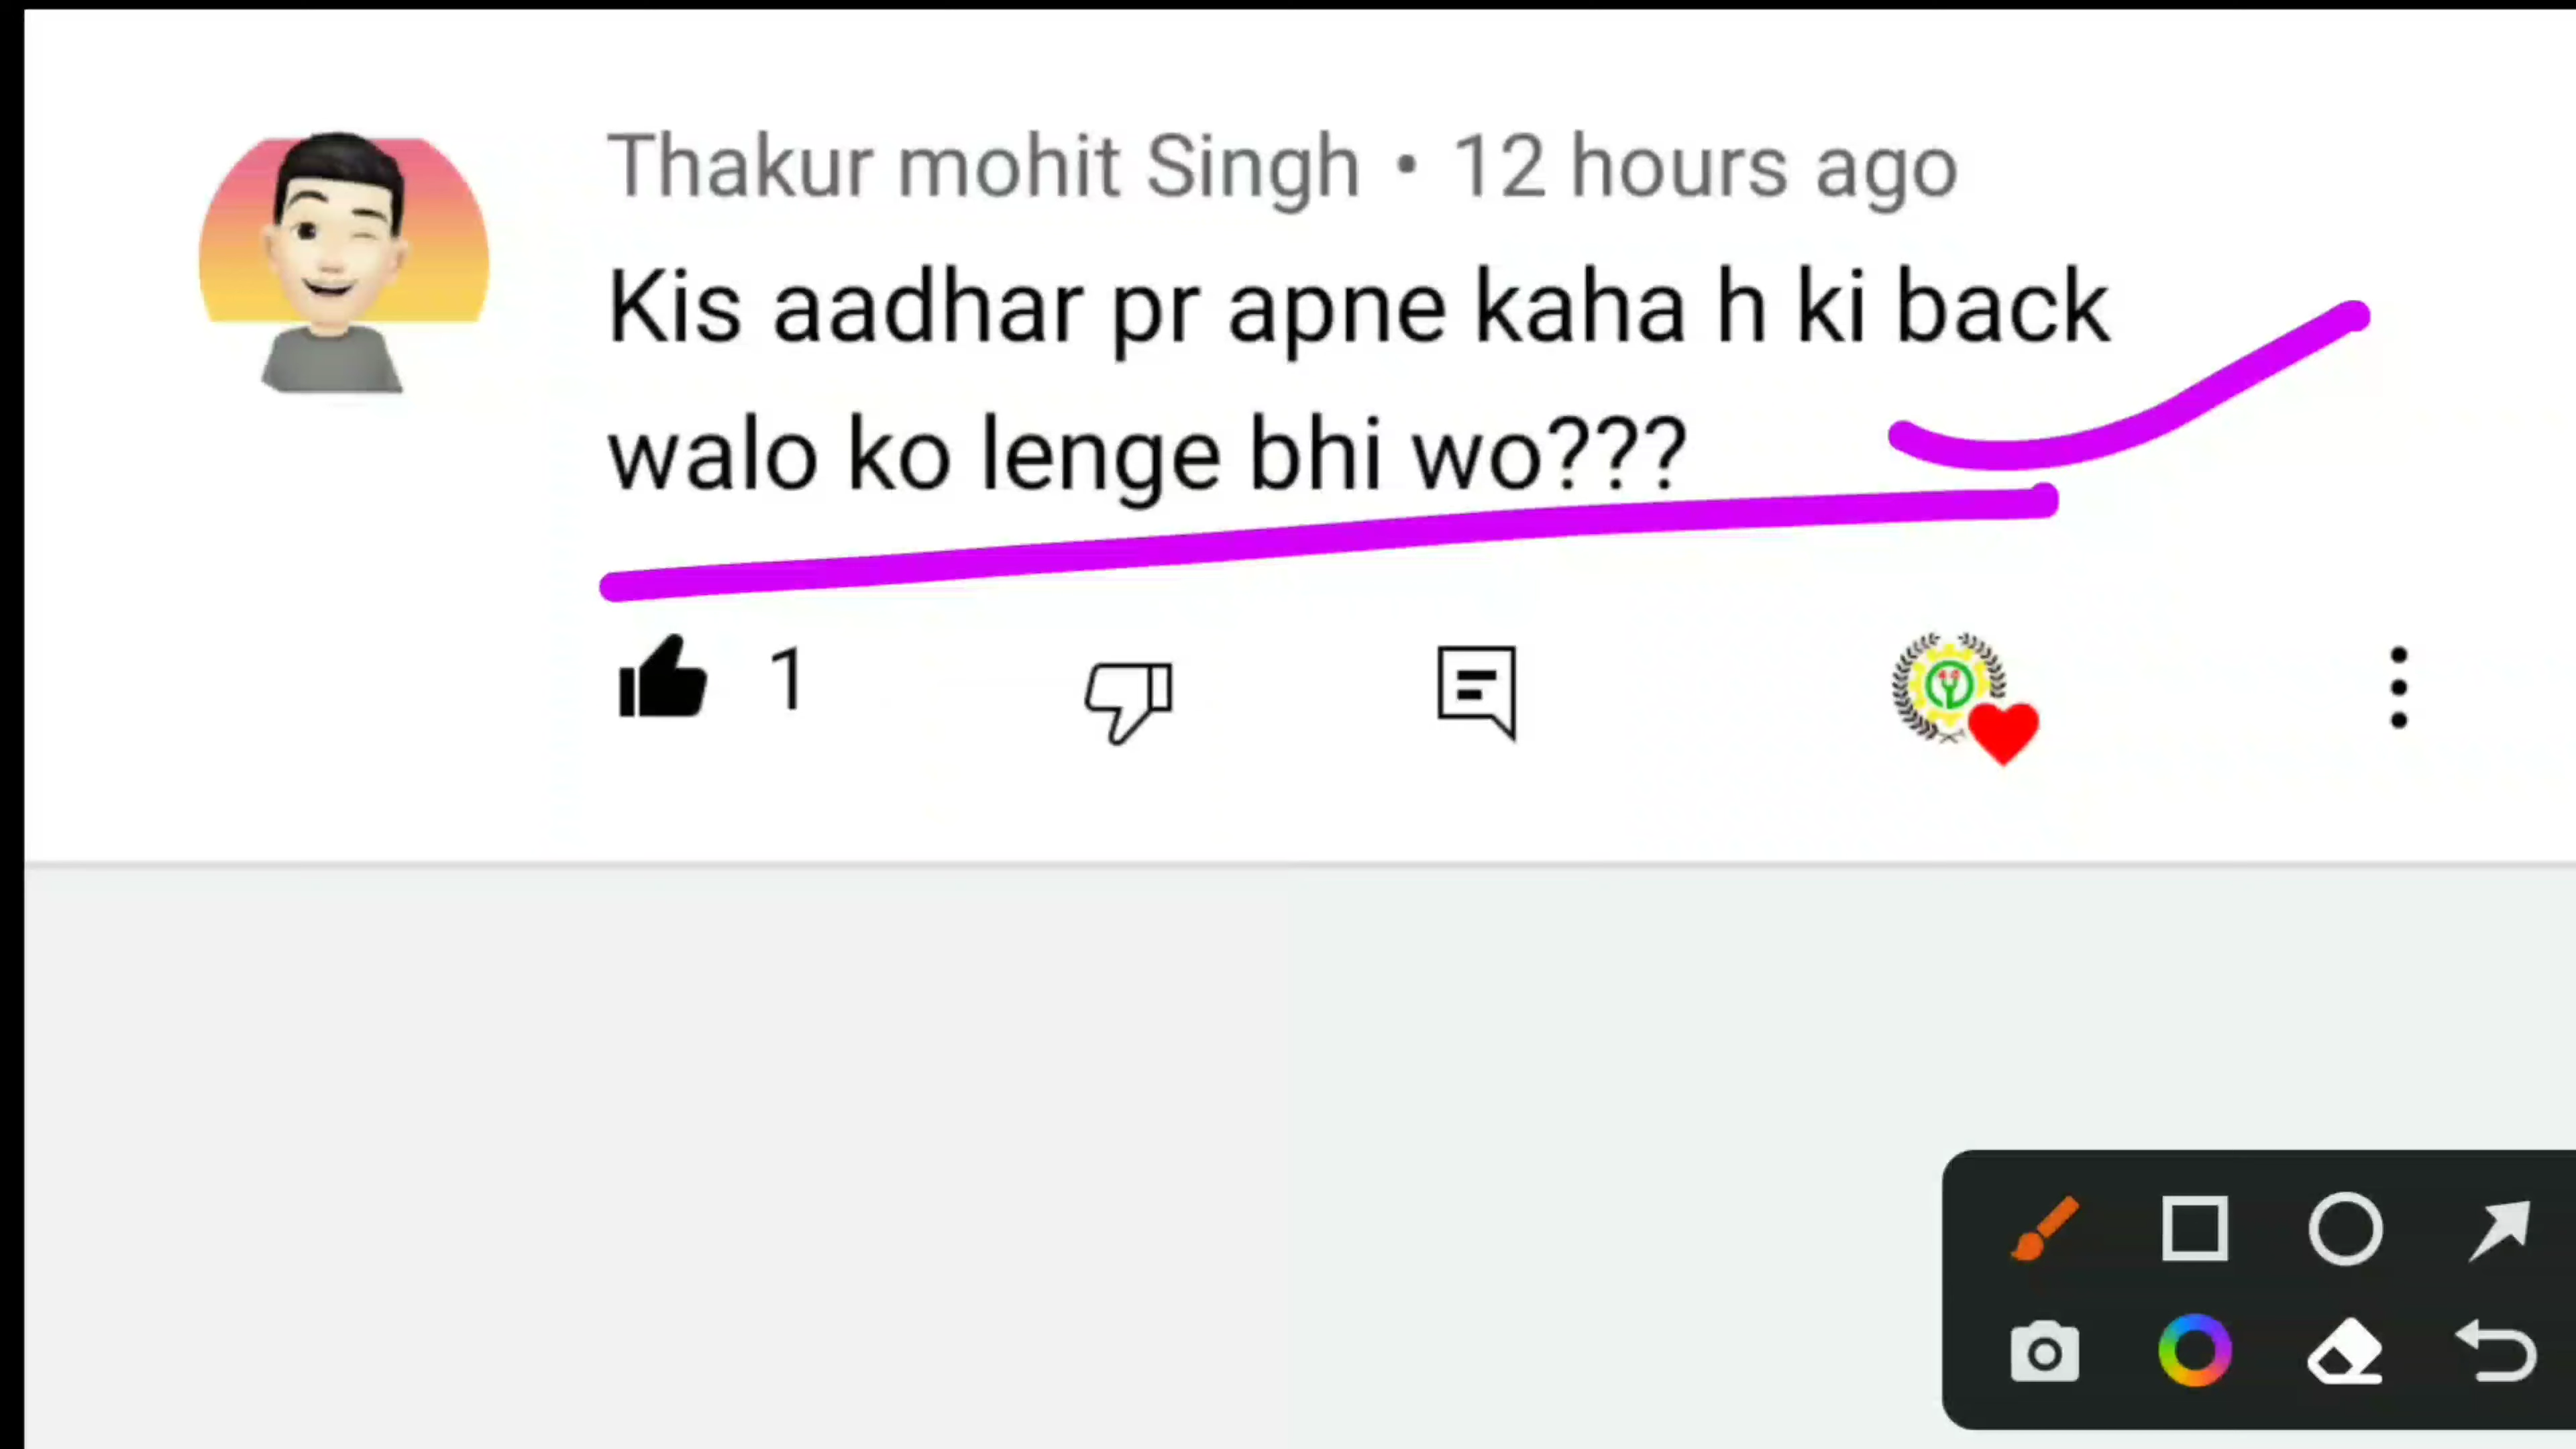 Thakur mohit Singh • 12 hours ago
Kis aadhar pr apne kaha h ki back
walo ko lenge bhi wo???
1